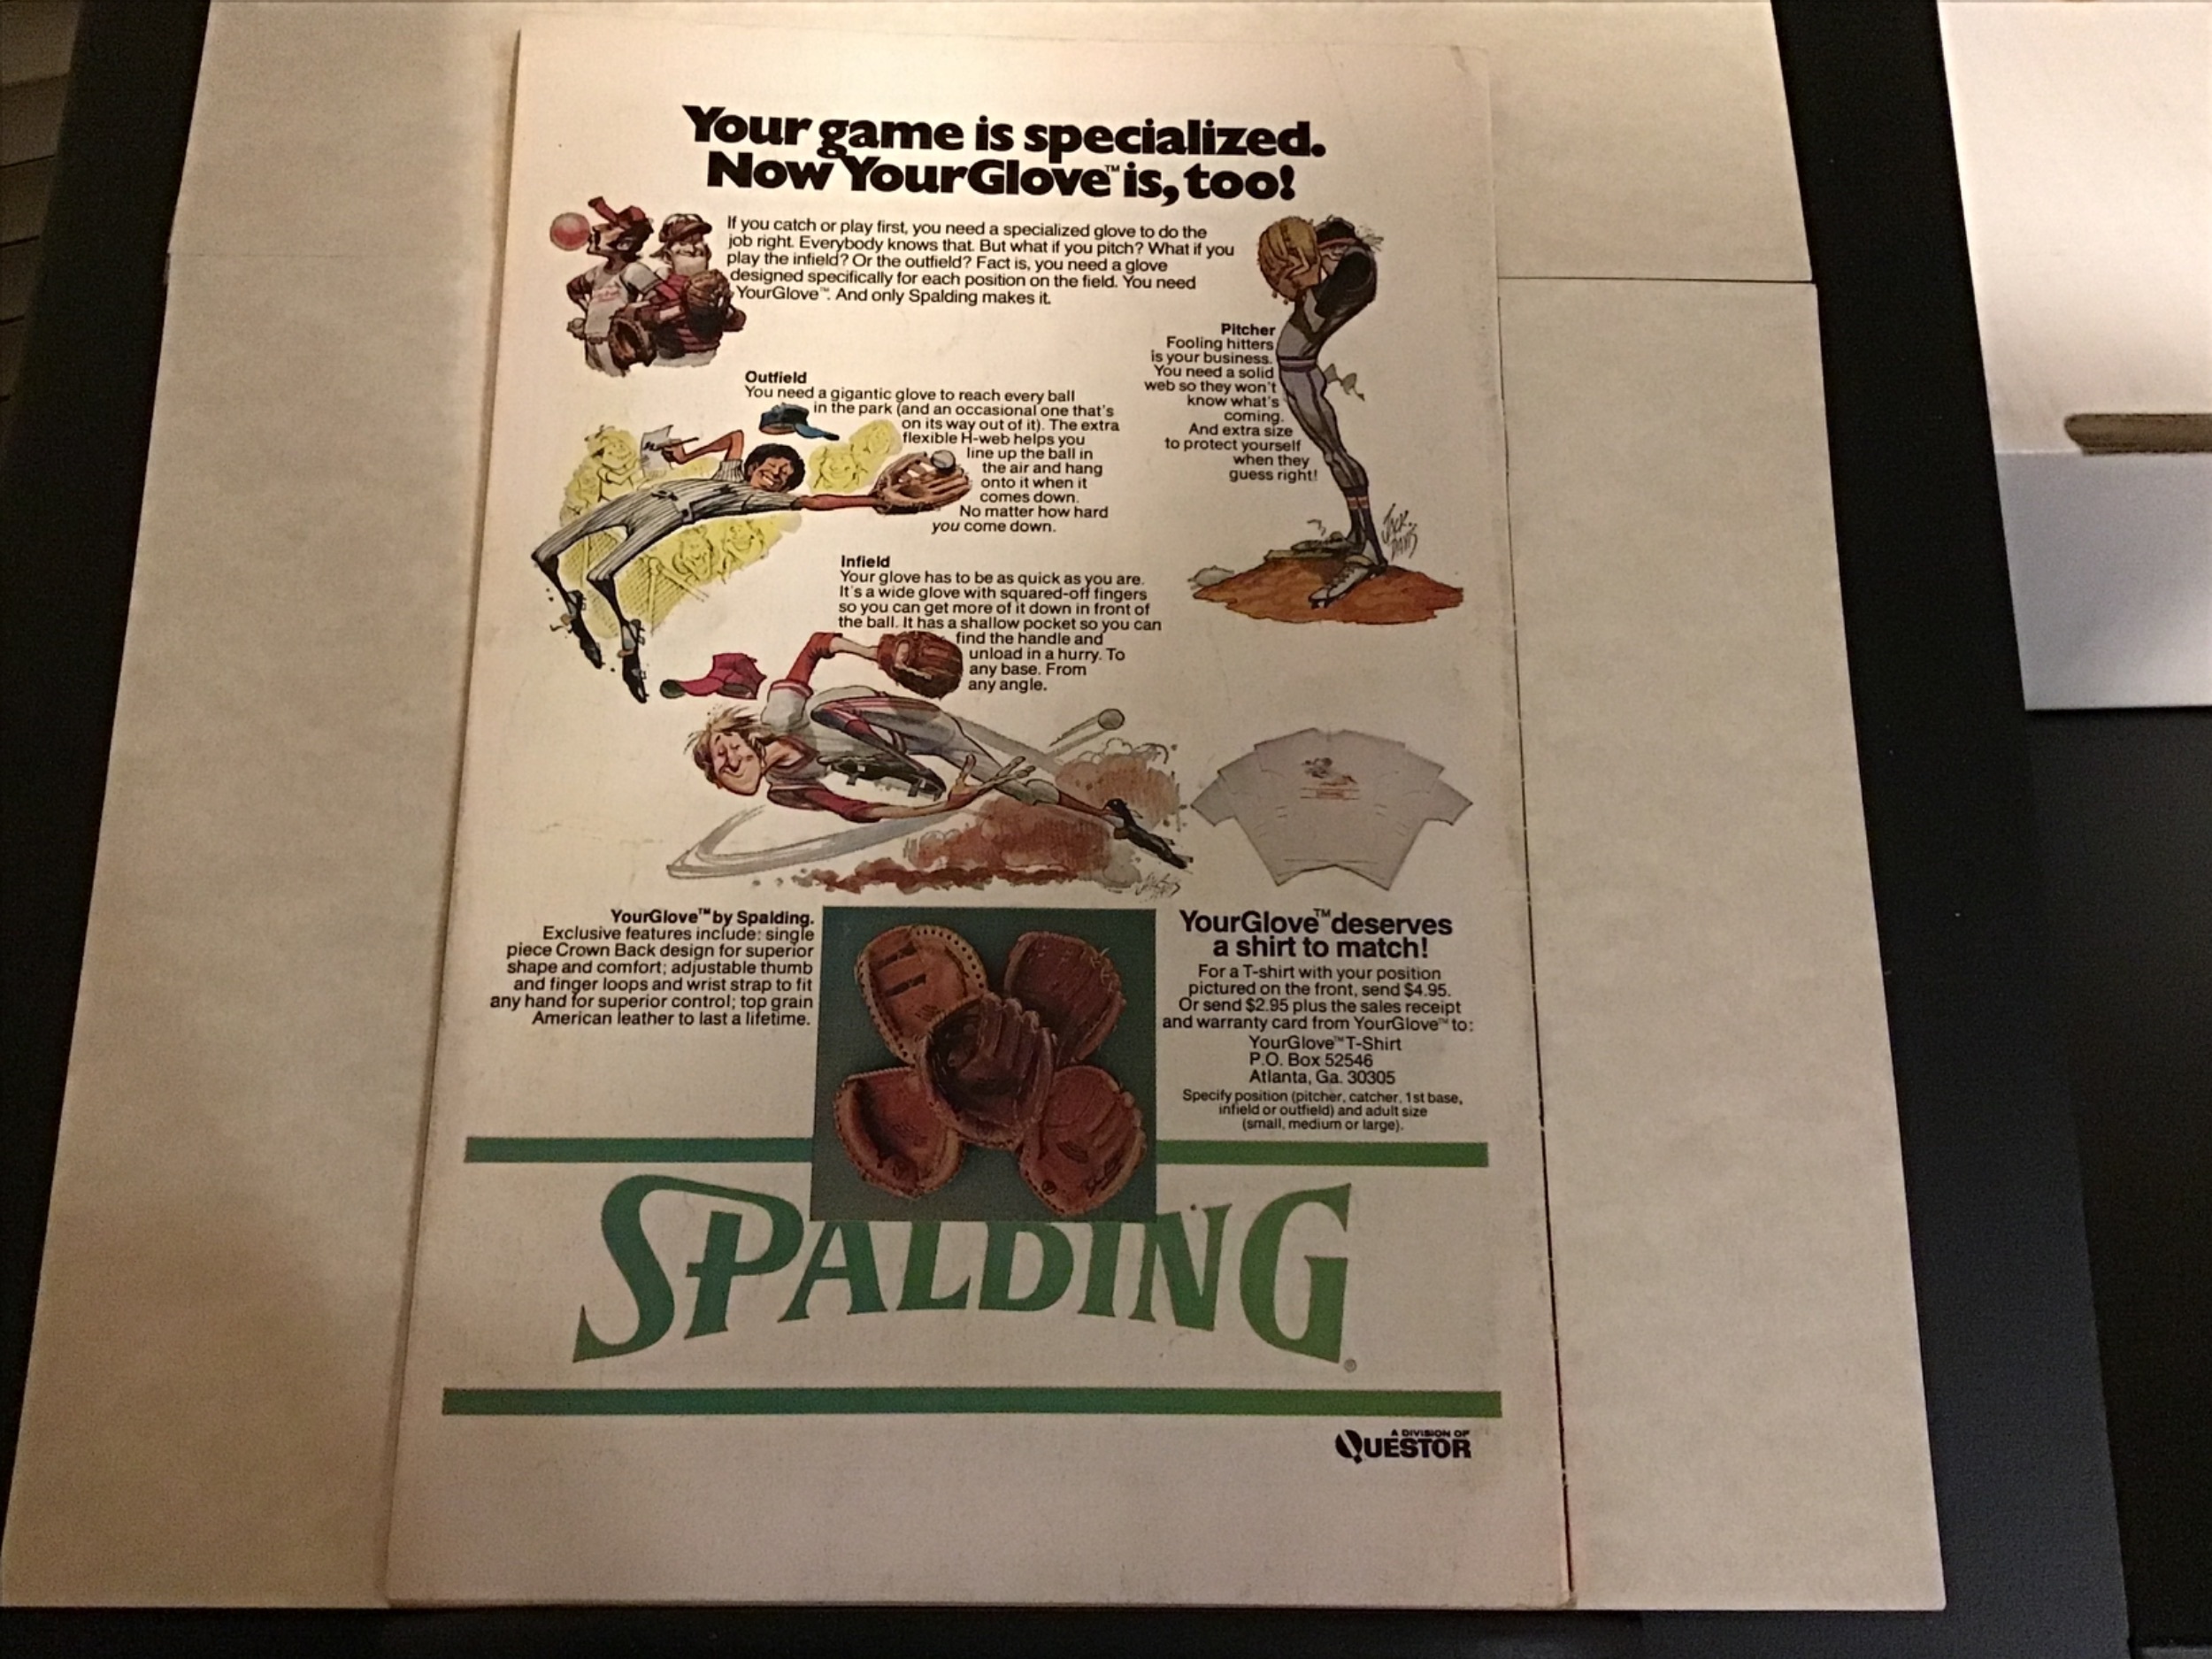 Your game is specialized.
Now YourGlove™ is, too!
If you catch or play first, you need a specialized glove to do the
job right. Everybody knows that. But what if you pitch? What if you
play the infield? Or the outfield? Fact is, you need a glove
designed specifically for each position on the field. You need
YourGlove™. And only Spalding makes it.
Pitcher
Fooling hitters
is your business.
You need a solid
web so they won't
know what's
coming.
And extra size
to protect yourself
when they
guess right!
JACK DAVIS
Outfield
You need a gigantic glove to reach every ball
in the park (and an occasional one that's
on its way out of it). The extra
flexible H-web helps you
line up the ball in
the air and hang
onto it when it
comes down.
No matter how hard
you come down.
Infield
Your glove has to be as quick as you are.
It's a wide glove with squared-off fingers
so you can get more of it down in front of
the ball. It has a shallow pocket so you can
find the handle and
unload in a hurry. To
any base. From
any angle.
YourGlove™ by Spalding.
Exclusive features include: single
piece Crown Back design for superior
shape and comfort; adjustable thumb
and finger loops and wrist strap to fit
any hand for superior control; top grain
American leather to last a lifetime.
YourGlove™ deserves
a shirt to match!
For a T-shirt with your position
pictured on the front, send $4.95.
Or send $2.95 plus the sales receipt
and warranty card from YourGlove™ to:
YourGlove™ T-Shirt
P.O. Box 52546
Atlanta, Ga. 30305
Specify position (pitcher, catcher, 1st base,
infield or outfield) and adult size
(small, medium or large).
SPALDING®
A DIVISION OF
QUESTOR